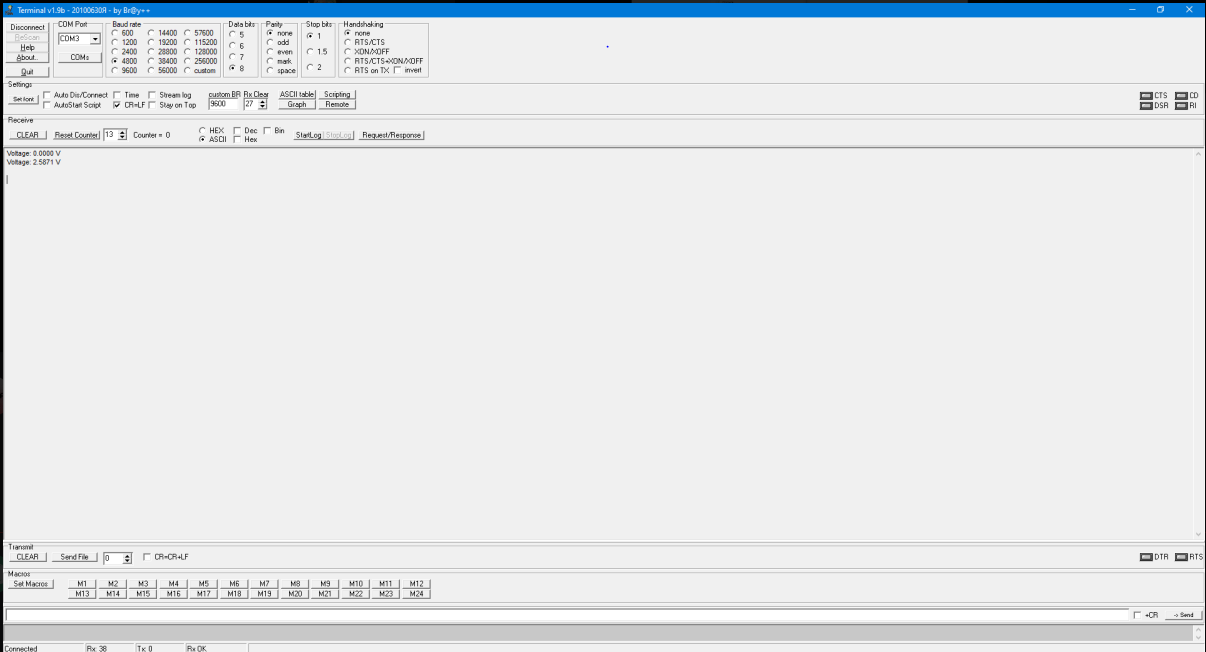 Terminal v1.9b - 20100630Я - by Br@y++
Disconnect
ReScan
Help
About..
Quit
COM Port
COM3
COMs
Baud rate
600 14400 57600
1200 19200 115200
2400 28800 128000
4800 38400 256000
9600 56000 custom
Data bits
5
6
7
8
Parity
none
odd
even
mark
space
Stop bits
1
1.5
2
Handshaking
none
RTS/CTS
XON/XOFF
RTS/CTS+XON/XOFF
RTS on TX invert
Settings
Set font
Auto Dis/Connect Time Stream log
AutoStart Script CR=LF Stay on Top
custom BR Rx Clear
9600 27
ASCII table Scripting
Graph Remote
CTS CD
DSR RI
Receive
CLEAR Reset Counter 13 Counter = 0
HEX Dec Bin
ASCII Hex
StartLog StopLog Request/Response
Voltage: 0.0000 V
Voltage: 2.5871 V
Transmit
CLEAR Send File 0 CR=CR+LF
DTR RTS
Macros
Set Macros
M1 M2 M3 M4 M5 M6 M7 M8 M9 M10 M11 M12
M13 M14 M15 M16 M17 M18 M19 M20 M21 M22 M23 M24
+CR -> Send
Connected Rx: 38 Tx: 0 Rx OK